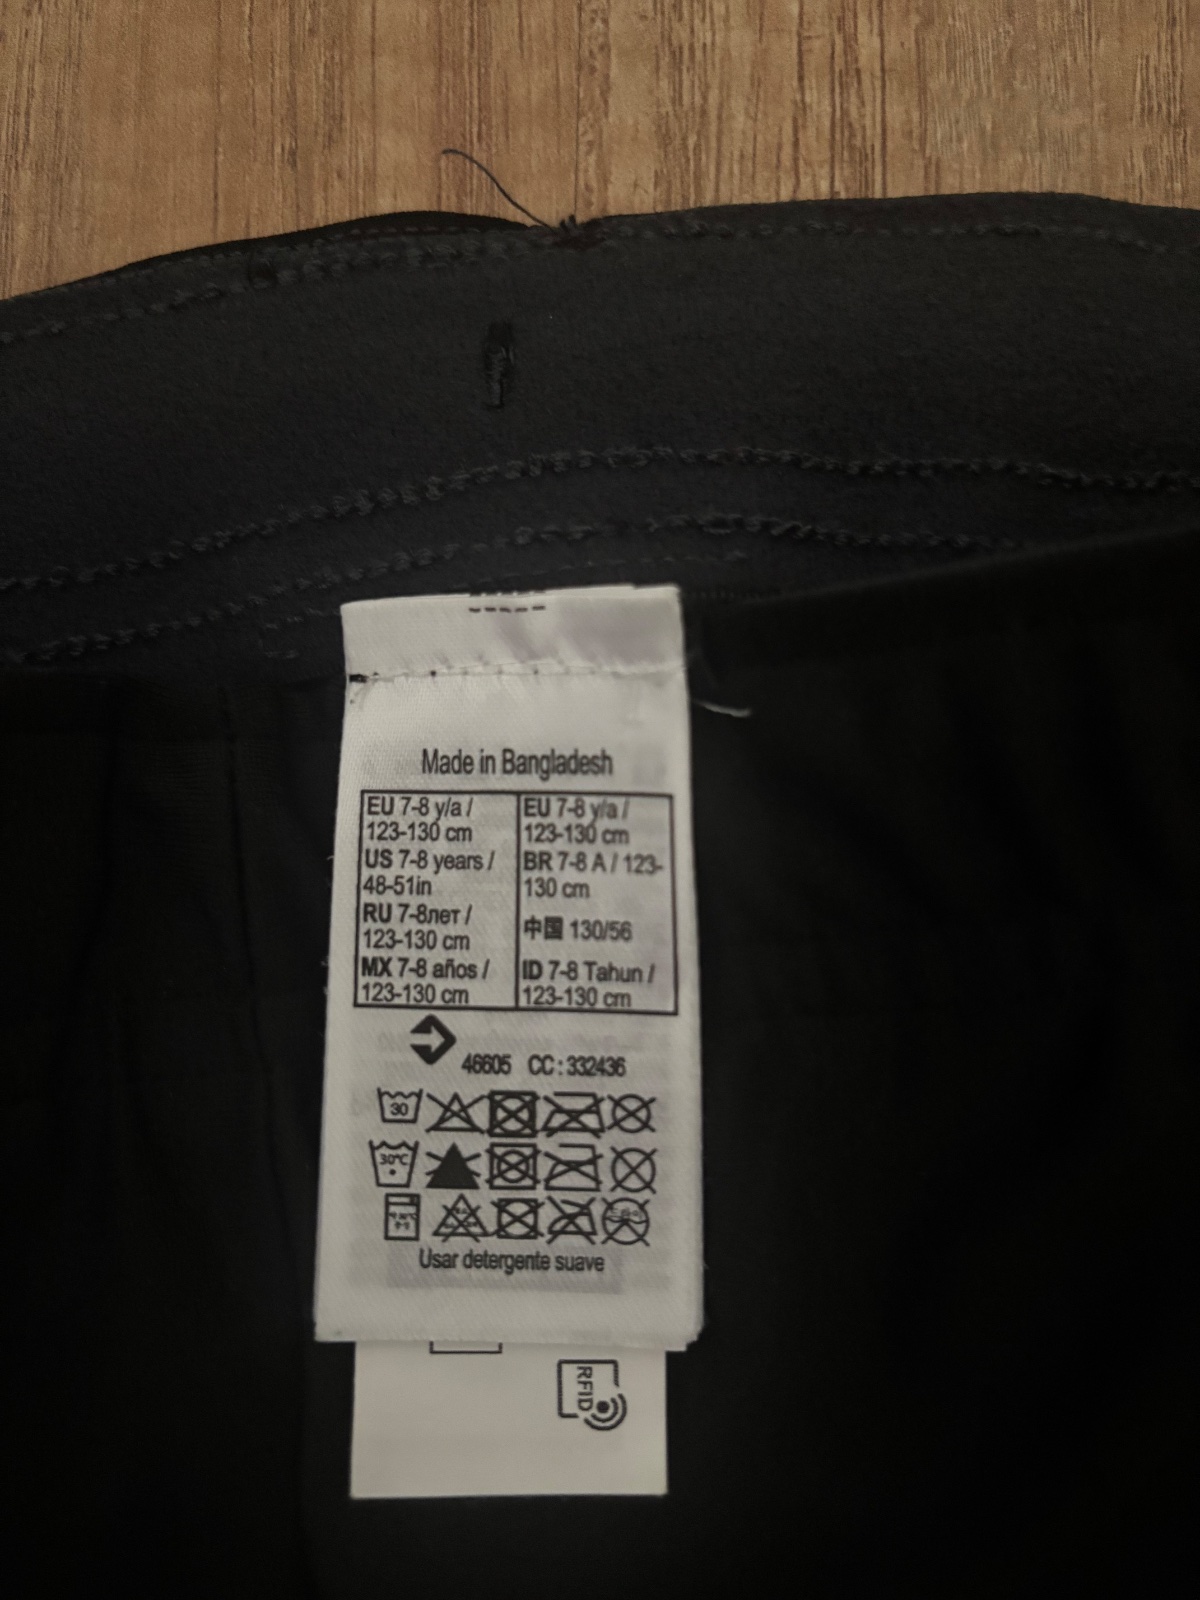 Made in Bangladesh
EU 7-8 y/a /
123-130 cm
US 7-8 years /
48-51in
RU 7-8лет /
123-130 cm
MX 7-8 años /
123-130 cm
EU 7-8 y/a /
123-130 cm
BR 7-8 A / 123-
130 cm
中国 130/56
ID 7-8 Tahun /
123-130 cm
46605 CC : 332436
30
30°C
Usar detergente suave
RFID